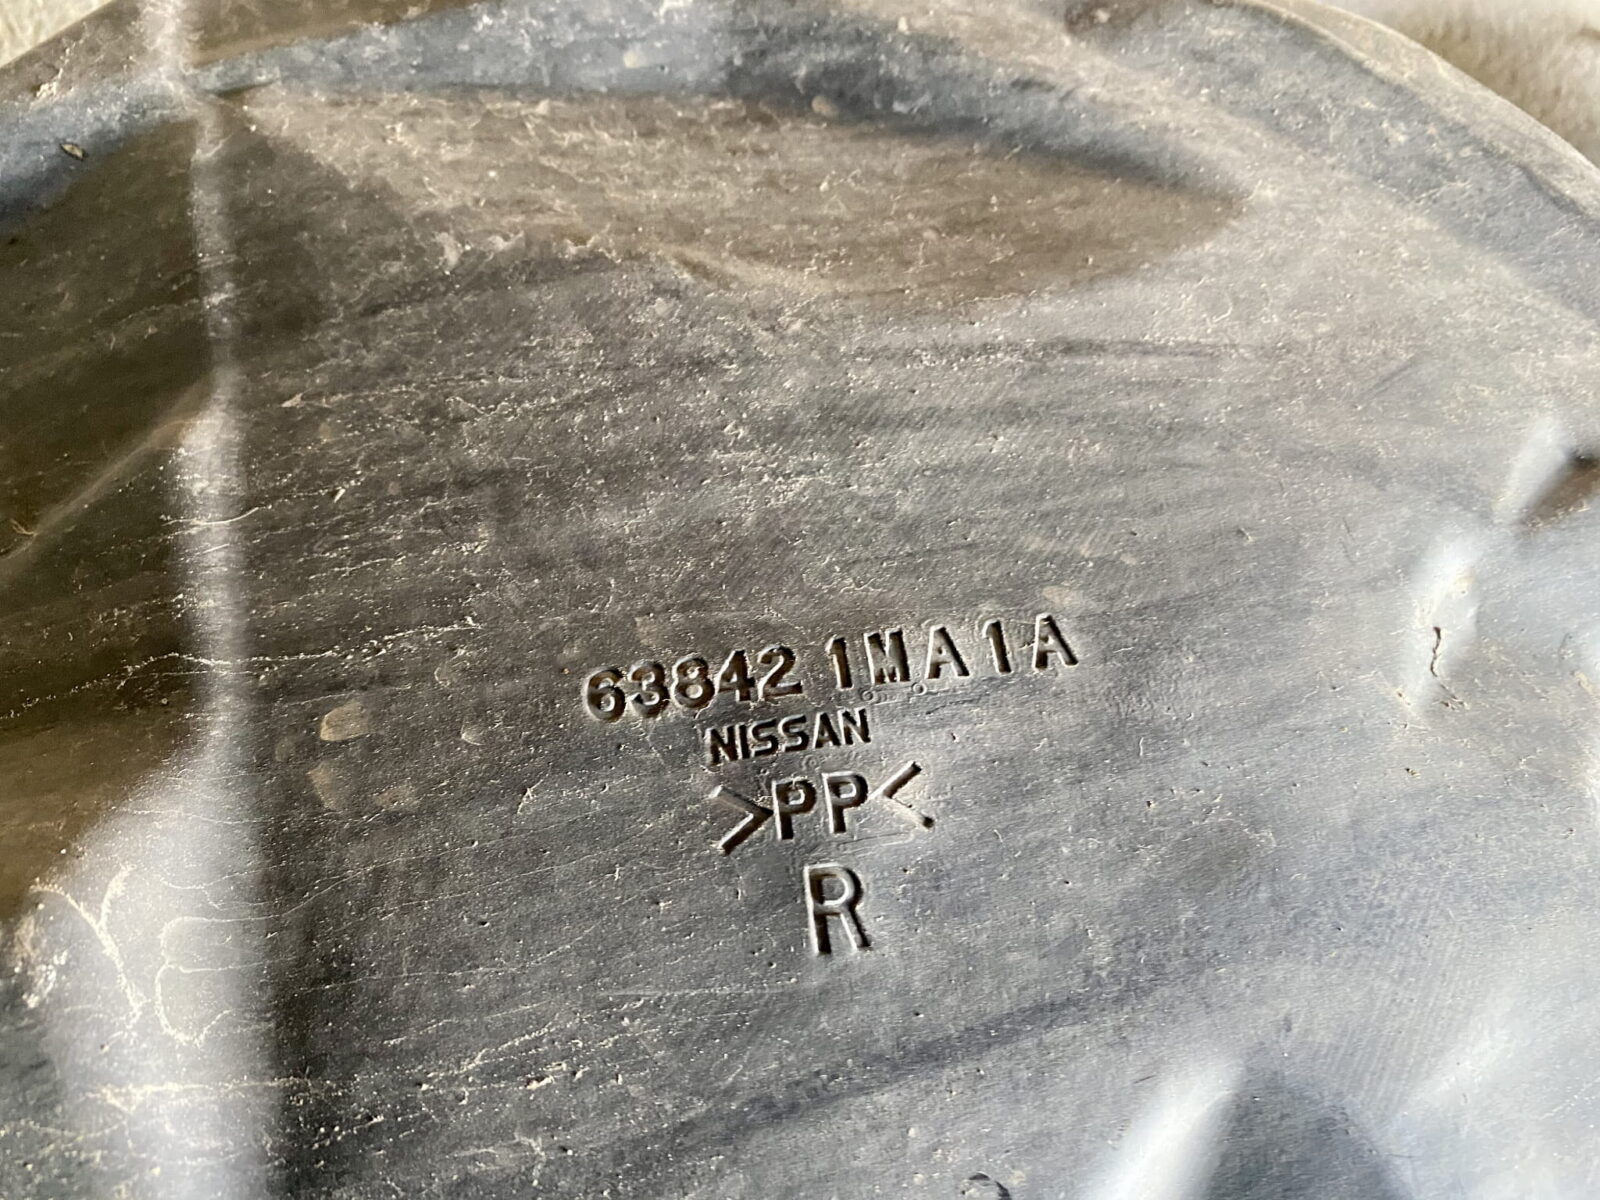 63842 1MA1A
NISSAN
>PP<
R